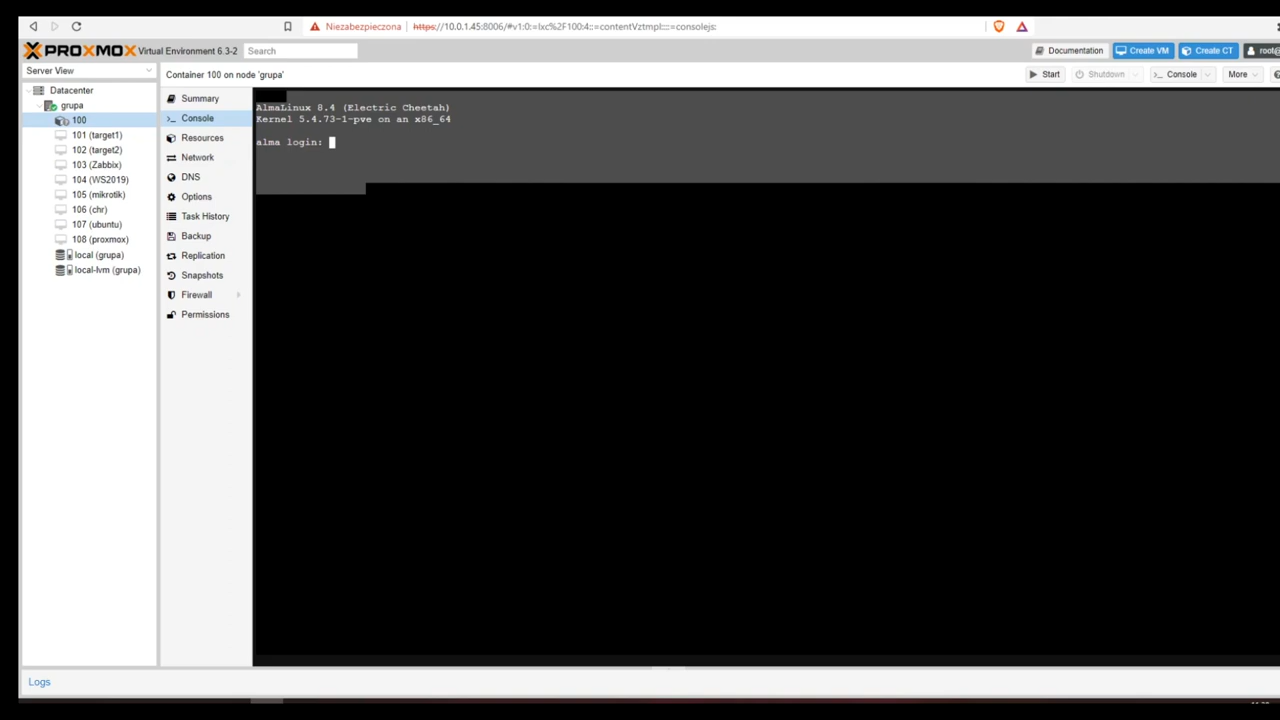 Niezabezpieczona https://10.0.1.45:8006/#v1:0:=lxc%2F100:4::=contentVztmpl::::=consolejs:
PROXMOX Virtual Environment 6.3-2 Search Documentation Create VM Create CT root@
Server View Container 100 on node 'grupa' Start Shutdown Console More
Datacenter
grupa
100
101 (target1)
102 (target2)
103 (Zabbix)
104 (WS2019)
105 (mikrotik)
106 (chr)
107 (ubuntu)
108 (proxmox)
local (grupa)
local-lvm (grupa)
Summary
Console
Resources
Network
DNS
Options
Task History
Backup
Replication
Snapshots
Firewall
Permissions
AlmaLinux 8.4 (Electric Cheetah)
Kernel 5.4.73-1-pve on an x86_64
alma login:
Logs